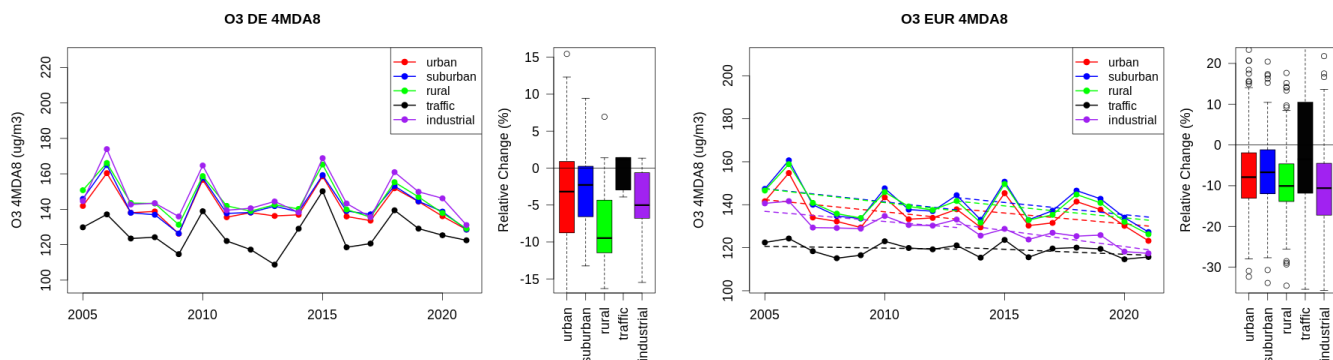 O3 DE 4MDA8
O3 4MDA8 (ug/m3)
100
120
140
160
180
200
220
urban
suburban
rural
traffic
industrial
2005
2010
2015
2020
Relative Change (%)
15
10
5
0
-5
-10
-15
urban
suburban
rural
traffic
industrial
O3 EUR 4MDA8
O3 4MDA8 (ug/m3)
100
120
140
160
200
urban
suburban
rural
traffic
industrial
2005
2010
2015
2020
Relative Change (%)
20
10
0
-10
-20
-30
urban
suburban
rural
traffic
industrial